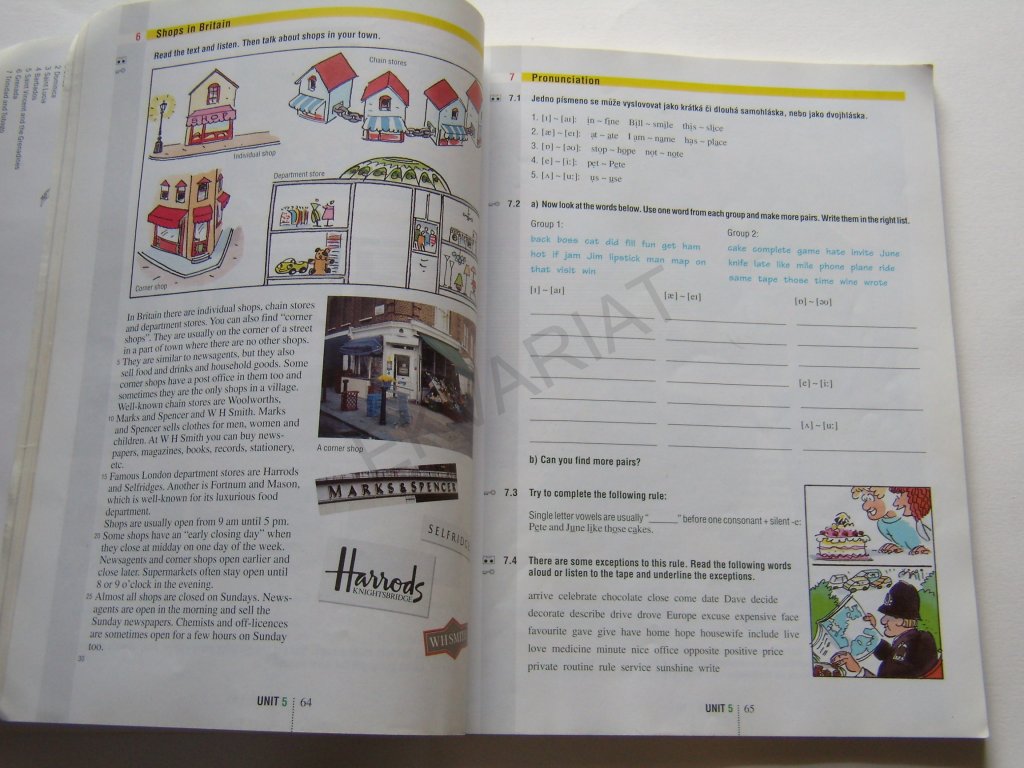 2 Dominica
3 Saint Lucia
4 Barbados
5 Saint Vincent and the Grenadines
6 Grenada
7 Trinidad and Tobago
6 Shops in Britain
Read the text and listen. Then talk about shops in your town.
Chain stores
SHOP
Individual shop
Department store
Corner shop
In Britain there are individual shops, chain stores
and department stores. You can also find “corner
shops”. They are usually on the corner of a street
in a part of town where there are no other shops.
5 They are similar to newsagents, but they also
sell food and drinks and household goods. Some
corner shops have a post office in them too and
sometimes they are the only shops in a village.
Well-known chain stores are Woolworths,
10 Marks and Spencer and W H Smith. Marks
and Spencer sells clothes for men, women and
children. At W H Smith you can buy news-
papers, magazines, books, records, stationery,
etc.
15 Famous London department stores are Harrods
and Selfridges. Another is Fortnum and Mason,
which is well-known for its luxurious food
department.
Shops are usually open from 9 am until 5 pm.
20 Some shops have an “early closing day” when
they close at midday on one day of the week.
Newsagents and corner shops open earlier and
close later. Supermarkets often stay open until
8 or 9 o'clock in the evening.
25 Almost all shops are closed on Sundays. News-
agents are open in the morning and sell the
Sunday newspapers. Chemists and off-licences
are sometimes open for a few hours on Sunday
too.
30
A corner shop
MARKS & SPENCER
SELFRIDG
Harrods
KNIGHTSBRIDGE
WHSMI
UNIT 5 64
7 Pronunciation
7.1 Jedno písmeno se může vyslovovat jako krátká či dlouhá samohláska, nebo jako dvojhláska.
1. [ɪ] ~ [aɪ]: in ~ fine Bill ~ smile this ~ slice
2. [æ] ~ [eɪ]: at ~ ate I am ~ name has ~ place
3. [ɒ] ~ [əʊ]: stop ~ hope not ~ note
4. [e] ~ [i:]: pet ~ Pete
5. [ʌ] ~ [u:]: us ~ use
7.2 a) Now look at the words below. Use one word from each group and make more pairs. Write them in the right list.
Group 1:
back boss cat did fill fun get ham
hot if jam Jim lipstick man map on
that visit win
Group 2:
cake complete game hate invite June
knife late like mile phone plane ride
same tape those time wine wrote
[ɪ] ~ [aɪ]
[æ] ~ [eɪ]
[ɒ] ~ [əʊ]
[e] ~ [i:]
[ʌ] ~ [u:]
b) Can you find more pairs?
7.3 Try to complete the following rule:
Single letter vowels are usually “______” before one consonant + silent -e:
Pete and June like those cakes.
7.4 There are some exceptions to this rule. Read the following words
aloud or listen to the tape and underline the exceptions.
arrive celebrate chocolate close come date Dave decide
decorate describe drive drove Europe excuse expensive face
favourite gave give have home hope housewife include live
love medicine minute nice office opposite positive price
private routine rule service sunshine write
UNIT 5 65